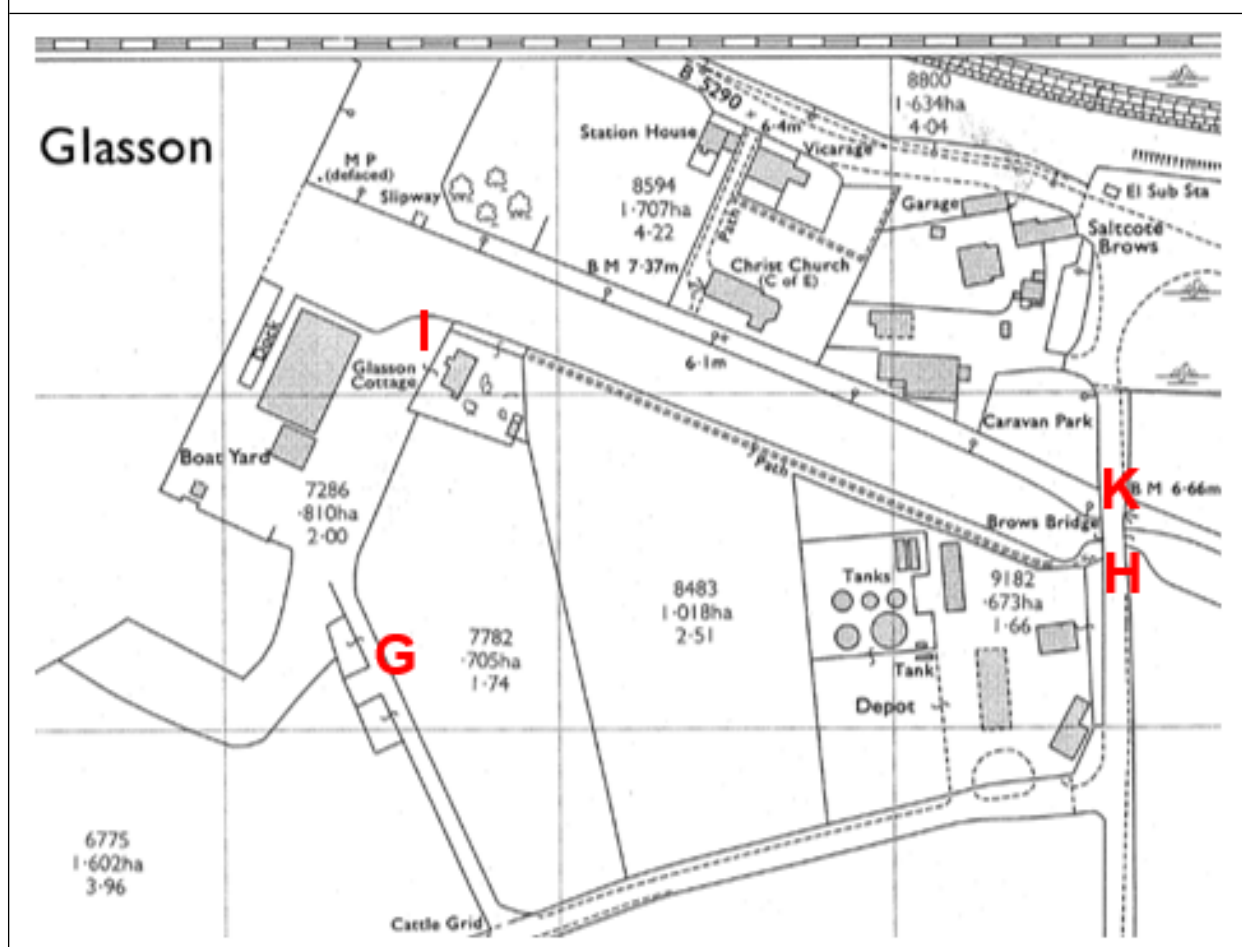 B 5290
6·4m
8800
1·634ha
4·04
Glasson
Station House
Vicarage
M P
(defaced)
Slipway
8594
1·707ha
4·22
Path
Garage
El Sub Sta
Saltcote
Brows
B M 7·37m
Christ Church
(C of E)
I
Dock
Glasson
Cottage
6·1m
Caravan Park
Boat Yard
Path
K
B M 6·66m
7286
·810ha
2·00
Brows Bridge
H
Tanks
9182
·673ha
1·66
8483
1·018ha
2·51
G
7782
·705ha
1·74
Tank
Depot
6775
1·602ha
3·96
Cattle Grid